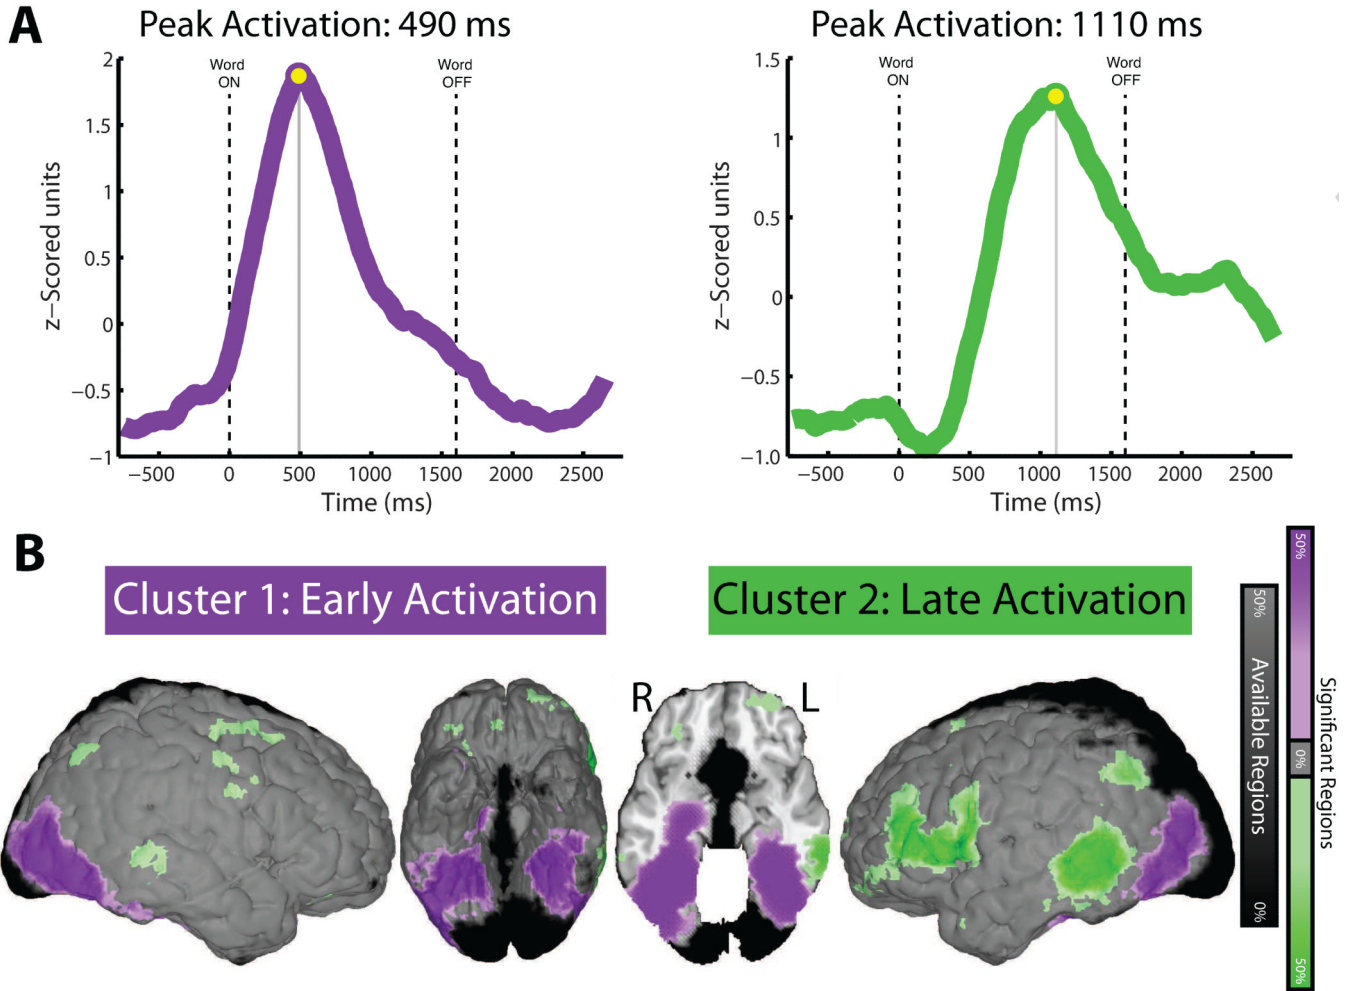 A
Peak Activation: 490 ms
Peak Activation: 1110 ms
2
1.5
1
0.5
0
−0.5
−1
z−Scored units
Word
ON
Word
OFF
−500
0
500
1000
1500
2000
2500
Time (ms)
1.5
1
0.5
0
−0.5
−1.0
z−Scored units
Word
ON
Word
OFF
−500
0
500
1000
1500
2000
2500
Time (ms)
B
Cluster 1: Early Activation
Cluster 2: Late Activation
R
L
50%
Available Regions
0%
50%
0%
50%
Significant Regions